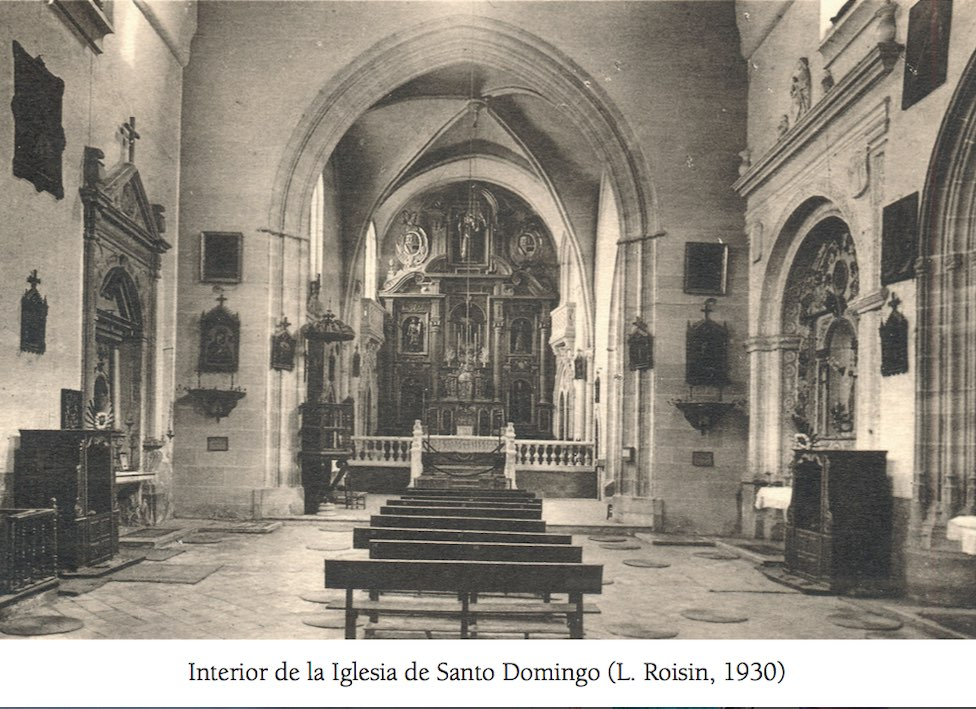 Interior de la Iglesia de Santo Domingo (L. Roisin, 1930)